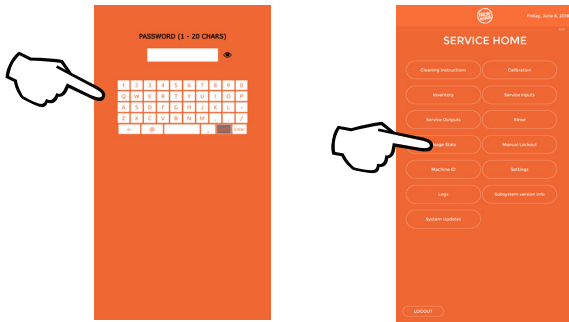 PASSWORD (1 - 20 CHARS)
1 2 3 4 5 6 7 8 9 0
Q W E R T Y U I O P
A S D F G H J K L -
Z X C V B N M . /
@ , Enter
Friday, June 8, 2018
SERVICE HOME
Cleaning Instructions Calibration
Inventory Service Inputs
Service Outputs Rinse
Usage Stats Manual Lockout
Machine ID Settings
Logs Subsystem version info
System Updates
LOGOUT